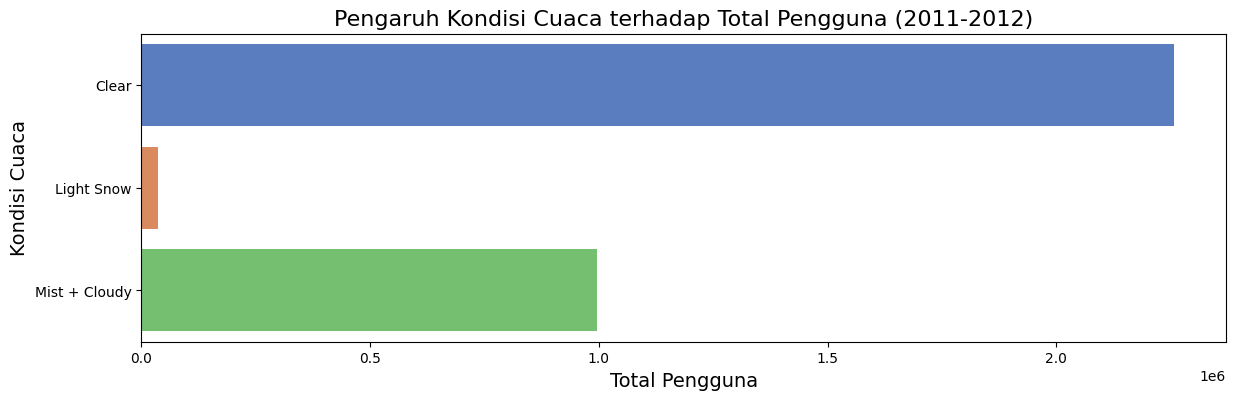 Pengaruh Kondisi Cuaca terhadap Total Pengguna (2011-2012)
Kondisi Cuaca
Clear
Light Snow
Mist + Cloudy
0.0 0.5 1.0 1.5 2.0
1e6
Total Pengguna